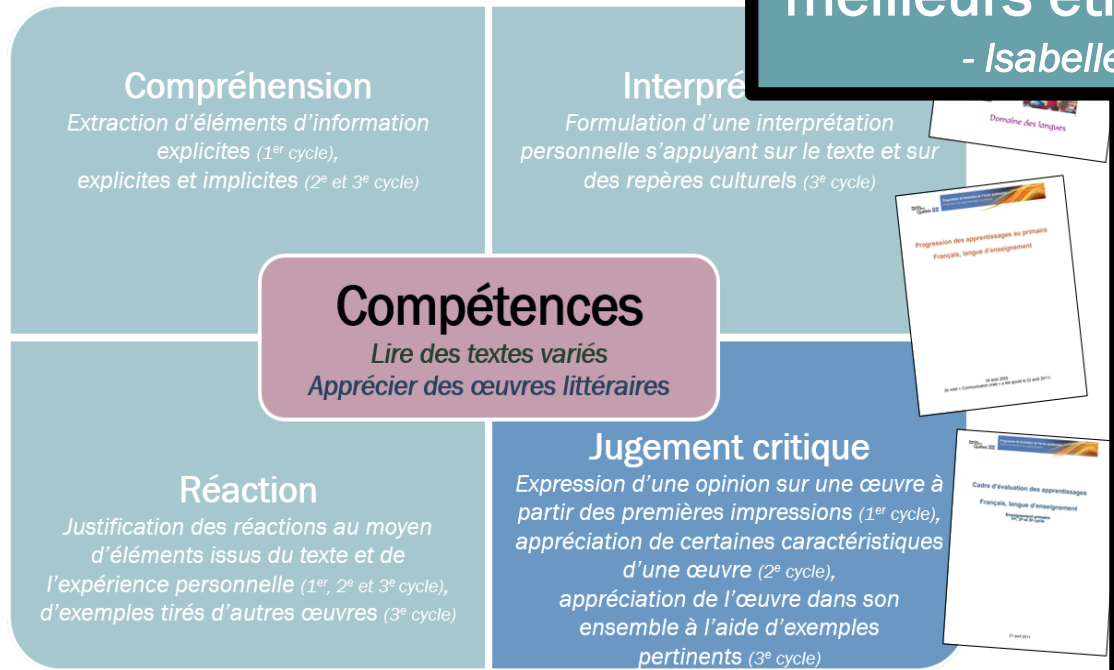 meilleurs
- Isabelle
Compréhension
Extraction d'éléments d'information
explicites (1er cycle),
explicites et implicites (2e et 3e cycle)
Formulation d'une interprétation
personnelle s'appuyant sur le texte et sur
des repères culturels (3e cycle)
Compétences
Lire des textes variés
Apprécier des œuvres littéraires
Réaction
Justification des réactions au moyen
d'éléments issus du texte et de
l'expérience personnelle (1er, 2e et 3e cycle),
d'exemples tirés d'autres œuvres (3e cycle)
Jugement critique
Expression d'une opinion sur une œuvre à
partir des premières impressions (1er cycle),
appréciation de certaines caractéristiques
d'une œuvre (2e cycle),
appréciation de l'œuvre dans son
ensemble à l'aide d'exemples
pertinents (3e cycle)
Domaine des langues
Québec
Progression des apprentissages au primaire
Français, langue d'enseignement
Québec
Cadre d'évaluation des apprentissages
Français, langue d'enseignement
Enseignement primaire